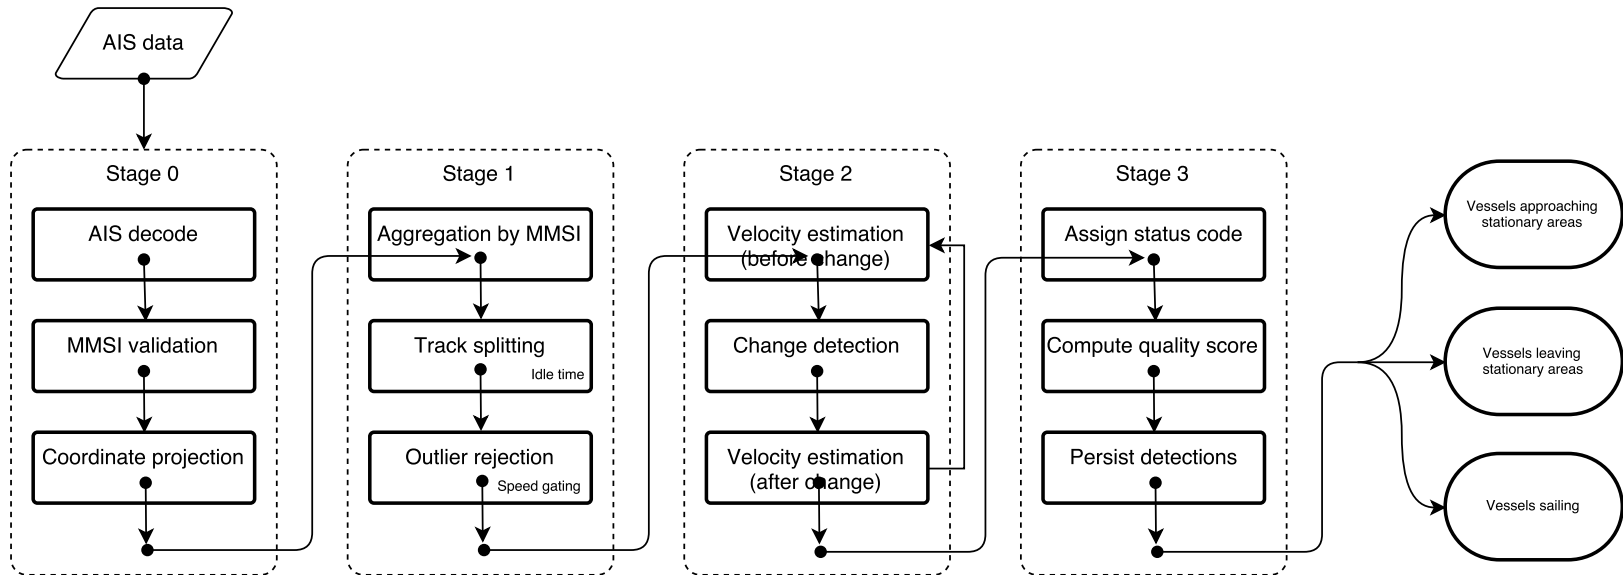 AIS data
Stage 0
AIS decode
MMSI validation
Coordinate projection
Stage 1
Aggregation by MMSI
Track splitting
Idle time
Outlier rejection
Speed gating
Stage 2
Velocity estimation
(before change)
Change detection
Velocity estimation
(after change)
Stage 3
Assign status code
Compute quality score
Persist detections
Vessels approaching
stationary areas
Vessels leaving
stationary areas
Vessels sailing